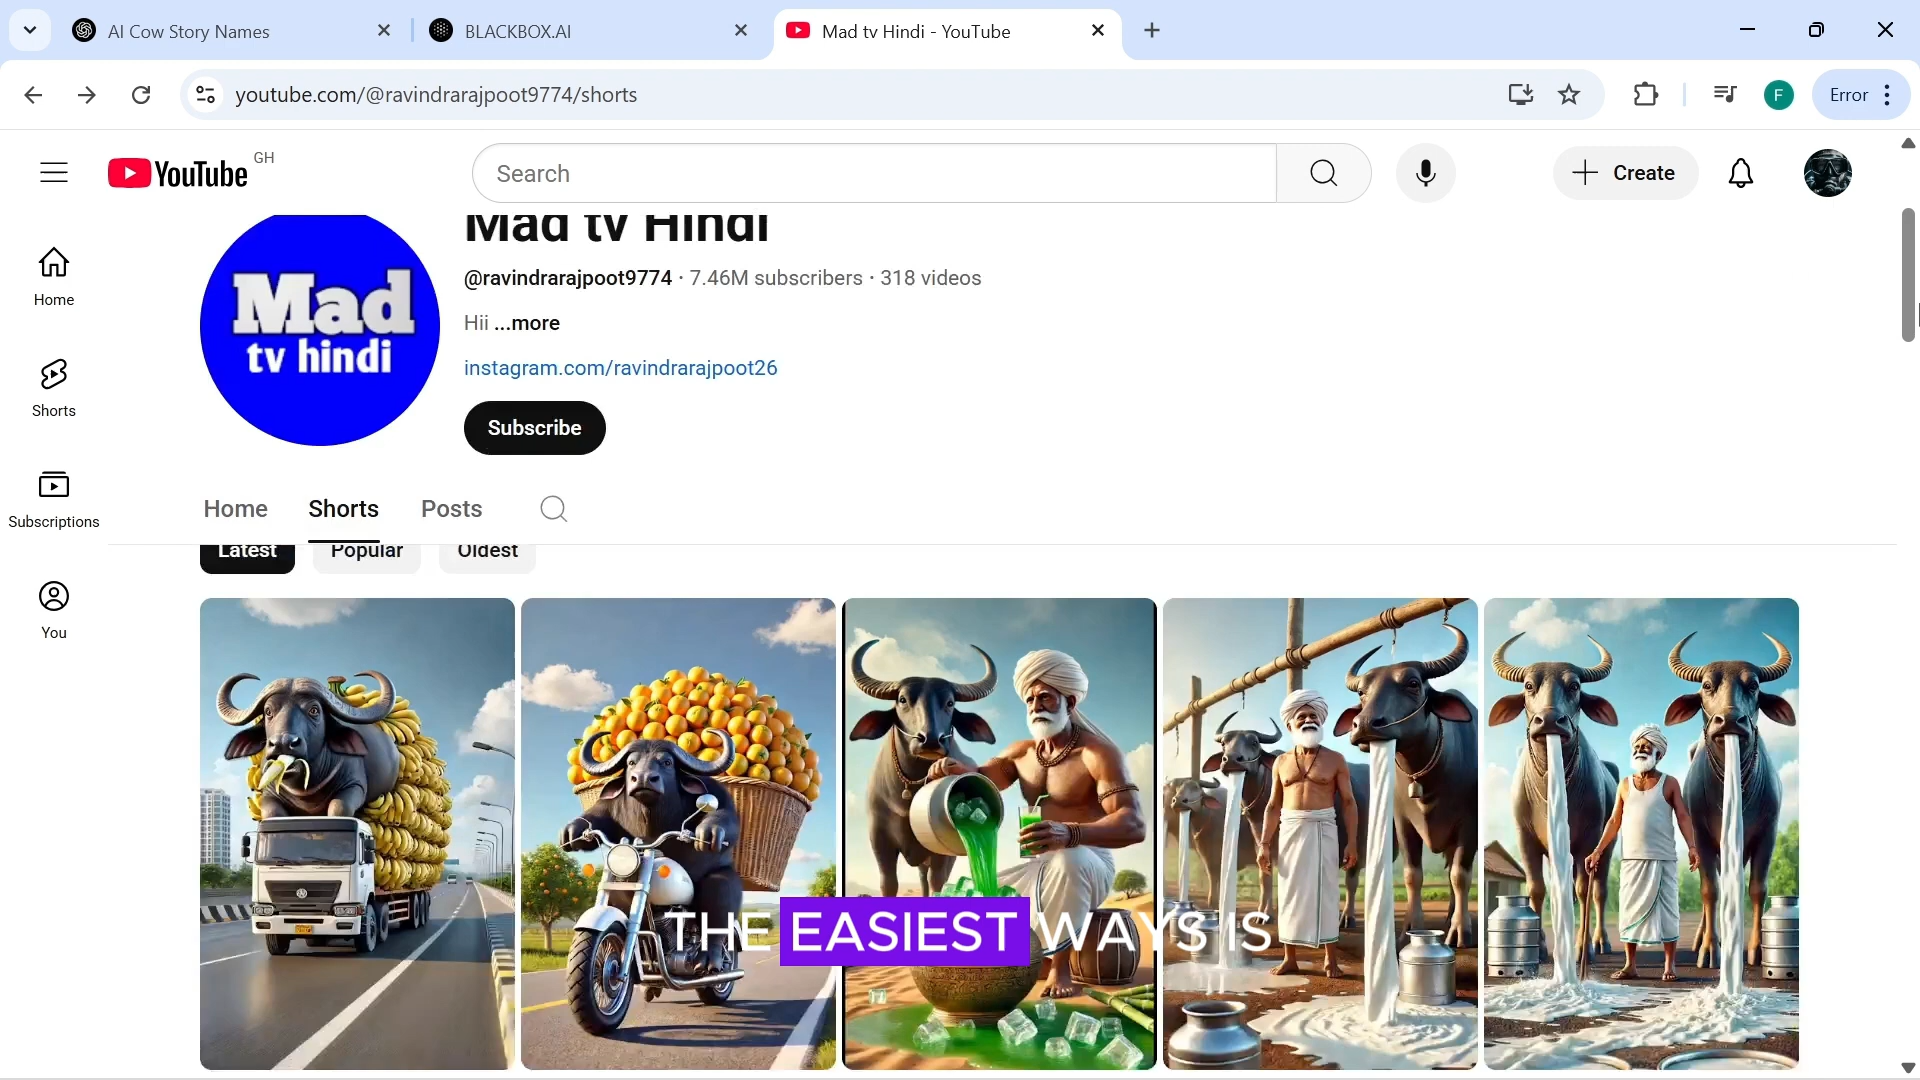 AI Cow Story Names
BLACKBOX.AI
Mad tv Hindi - YouTube
youtube.com/@ravindrarajpoot9774/shorts
F
Error
YouTube
GH
Search
Create
Mad tv Hindi
@ravindrarajpoot9774 · 7.46M subscribers · 318 videos
Hii ...more
instagram.com/ravindrarajpoot26
Subscribe
Mad
tv hindi
Home
Shorts
Subscriptions
You
Home
Shorts
Posts
Latest
Popular
Oldest
THE EASIEST WAYS IS